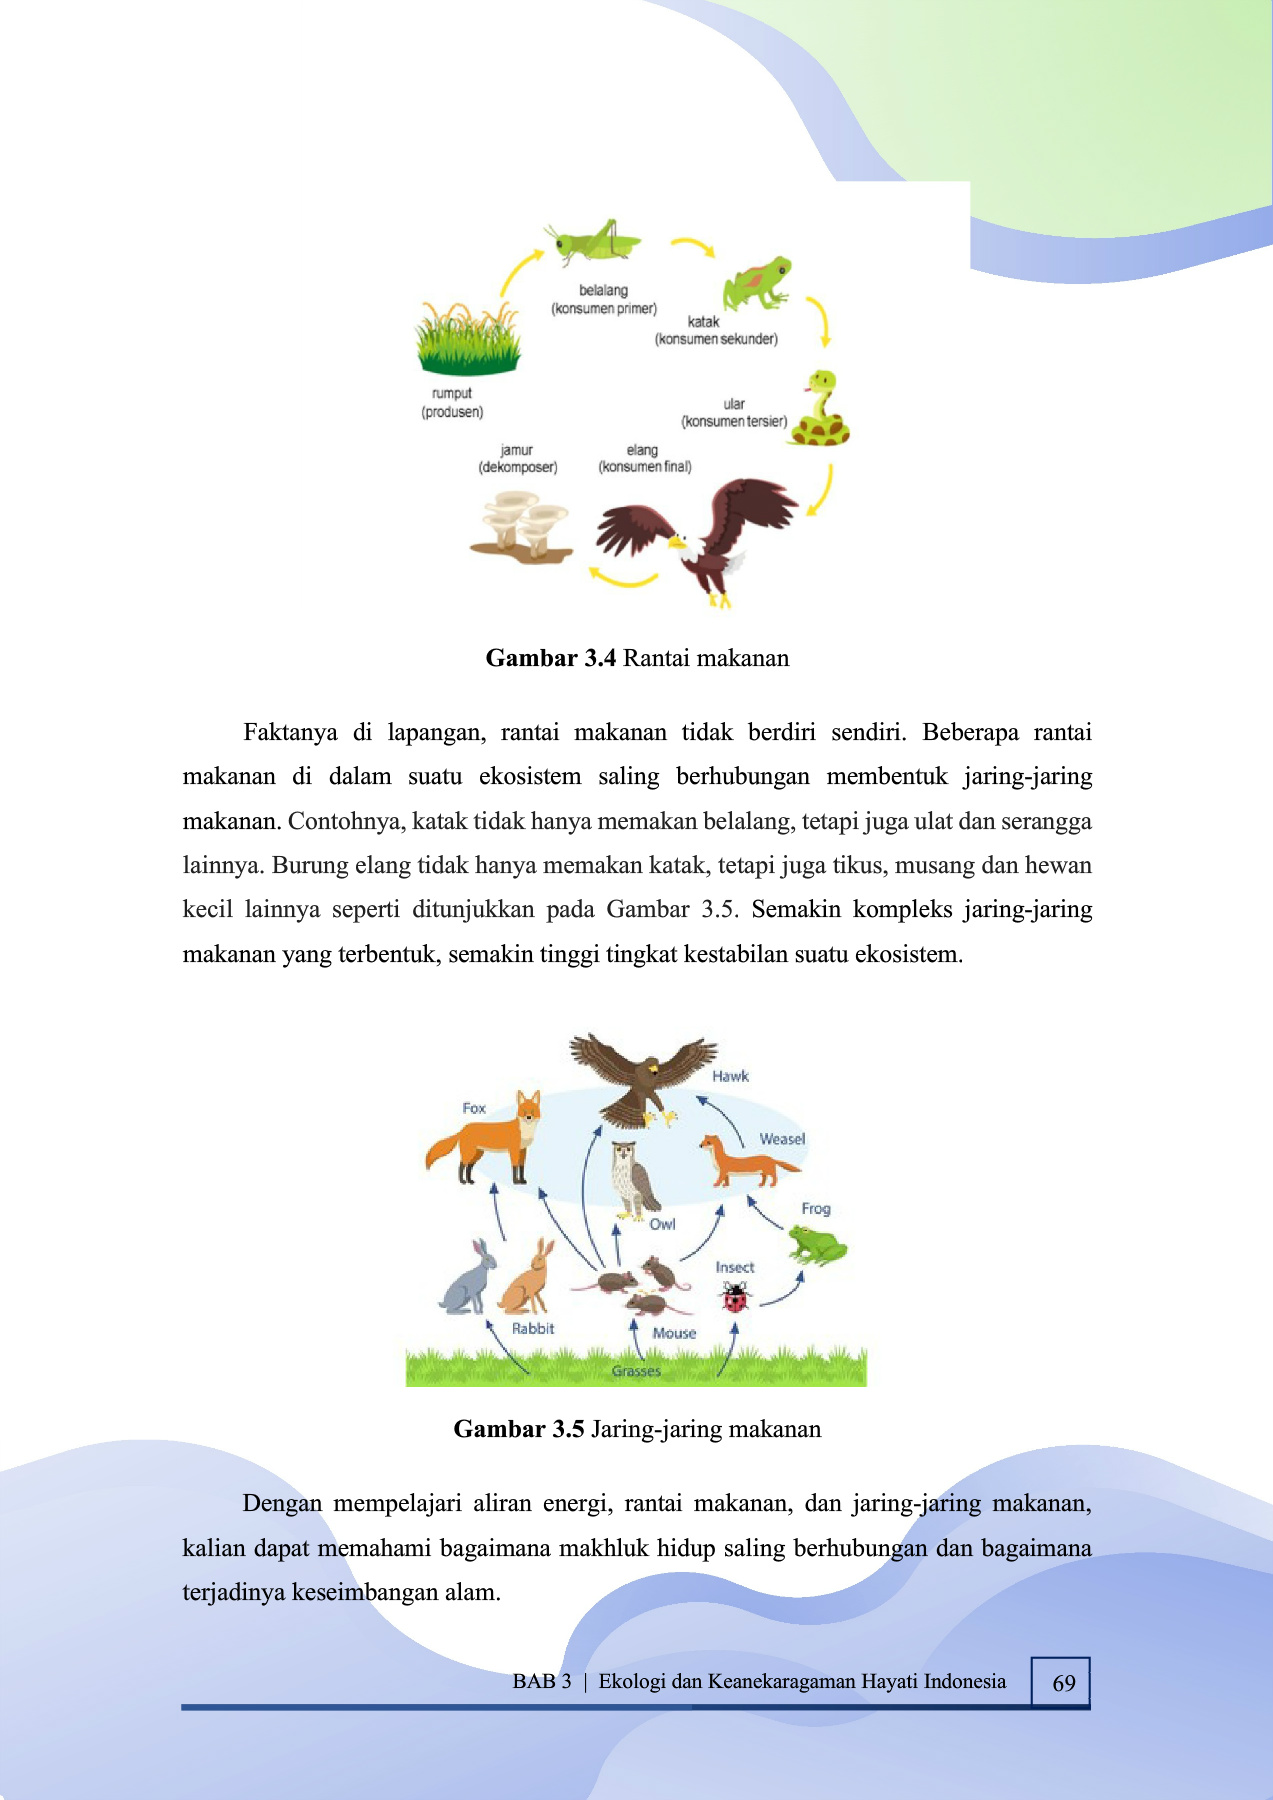 belalang
(konsumen primer)
katak
(konsumen sekunder)
rumput
(produsen)
ular
(konsumen tersier)
jamur
(dekomposer)
elang
(konsumen final)
Gambar 3.4 Rantai makanan
Faktanya di lapangan, rantai makanan tidak berdiri sendiri. Beberapa rantai
makanan di dalam suatu ekosistem saling berhubungan membentuk jaring-jaring
makanan. Contohnya, katak tidak hanya memakan belalang, tetapi juga ulat dan serangga
lainnya. Burung elang tidak hanya memakan katak, tetapi juga tikus, musang dan hewan
kecil lainnya seperti ditunjukkan pada Gambar 3.5. Semakin kompleks jaring-jaring
makanan yang terbentuk, semakin tinggi tingkat kestabilan suatu ekosistem.
Hawk
Fox
Weasel
Frog
Owl
Insect
Rabbit
Mouse
Grasses
Gambar 3.5 Jaring-jaring makanan
Dengan mempelajari aliran energi, rantai makanan, dan jaring-jaring makanan,
kalian dapat memahami bagaimana makhluk hidup saling berhubungan dan bagaimana
terjadinya keseimbangan alam.
BAB 3 | Ekologi dan Keanekaragaman Hayati Indonesia 69